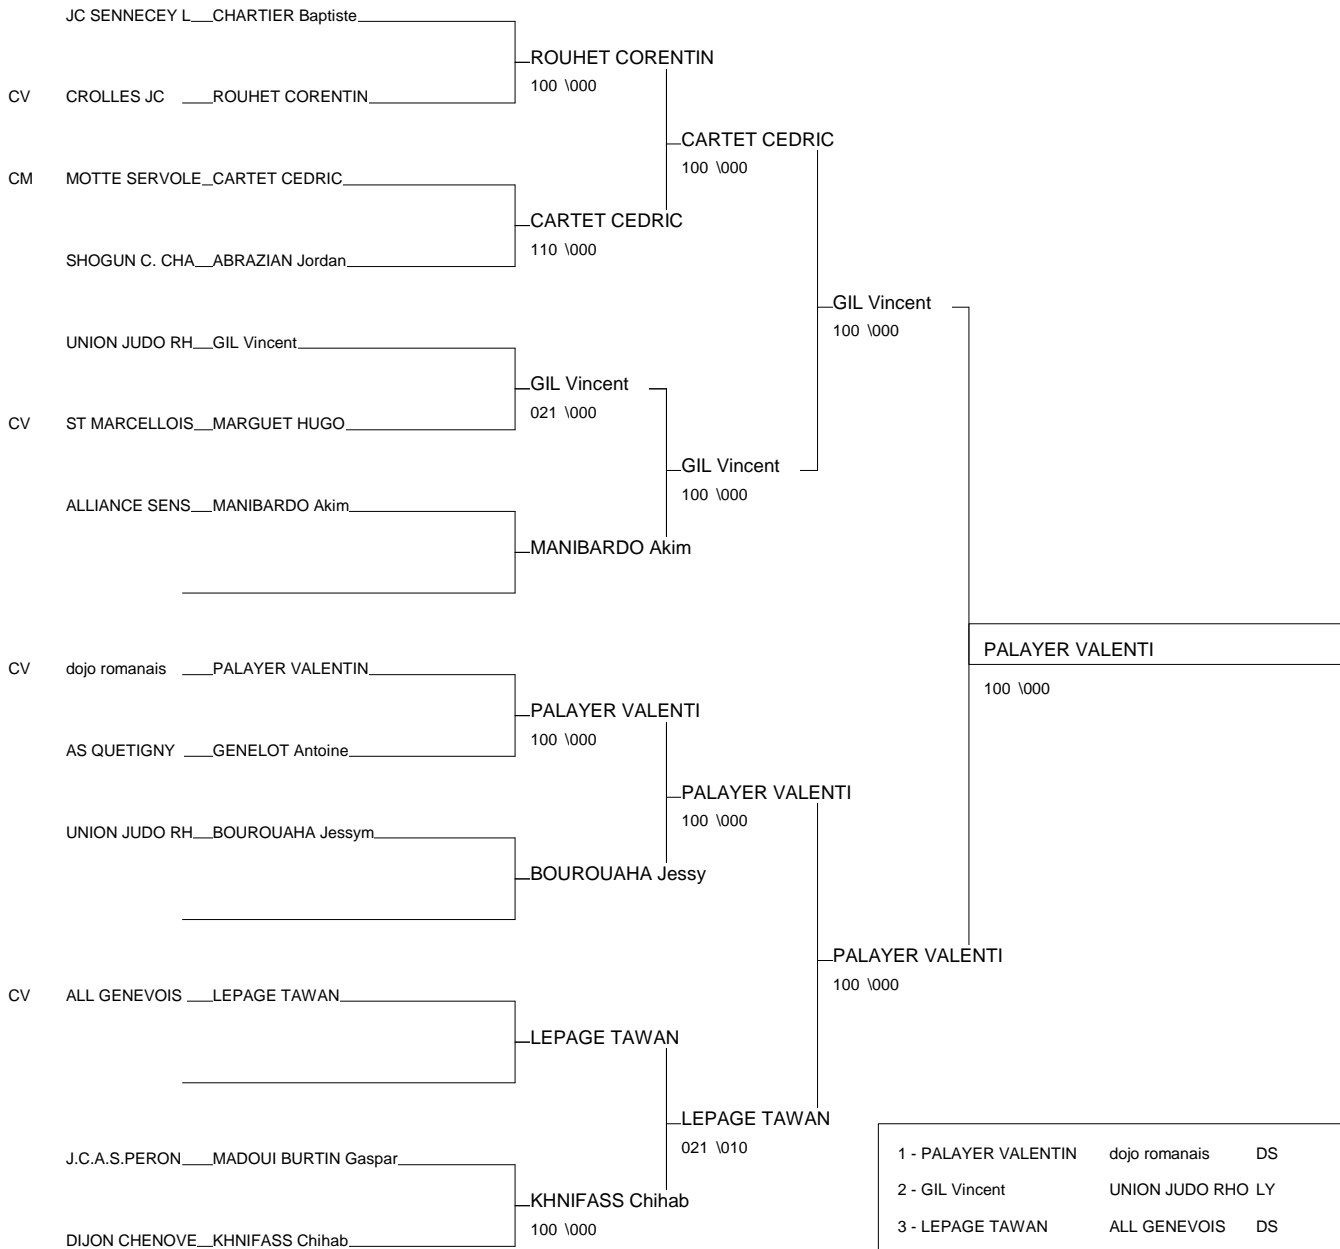 JC SENNECEY L CHARTIER Baptiste
ROUHET CORENTIN
100 \000
CV CROLLES JC ROUHET CORENTIN
CARTET CEDRIC
100 \000
CM MOTTE SERVOLE CARTET CEDRIC
CARTET CEDRIC
110 \000
SHOGUN C. CHA ABRAZIAN Jordan
GIL Vincent
100 \000
UNION JUDO RH GIL Vincent
GIL Vincent
021 \000
CV ST MARCELLOIS MARGUET HUGO
GIL Vincent
100 \000
ALLIANCE SENS MANIBARDO Akim
MANIBARDO Akim
PALAYER VALENTI
100 \000
CV dojo romanais PALAYER VALENTIN
PALAYER VALENTI
100 \000
AS QUETIGNY GENELOT Antoine
PALAYER VALENTI
100 \000
UNION JUDO RH BOUROUAHA Jessym
BOUROUAHA Jessy
PALAYER VALENTI
100 \000
CV ALL GENEVOIS LEPAGE TAWAN
LEPAGE TAWAN
LEPAGE TAWAN
021 \010
J.C.A.S.PERON MADOUI BURTIN Gaspar
KHNIFASS Chihab
100 \000
DIJON CHENOVE KHNIFASS Chihab
1 - PALAYER VALENTIN dojo romanais DS
2 - GIL Vincent UNION JUDO RHO LY
3 - LEPAGE TAWAN ALL GENEVOIS DS